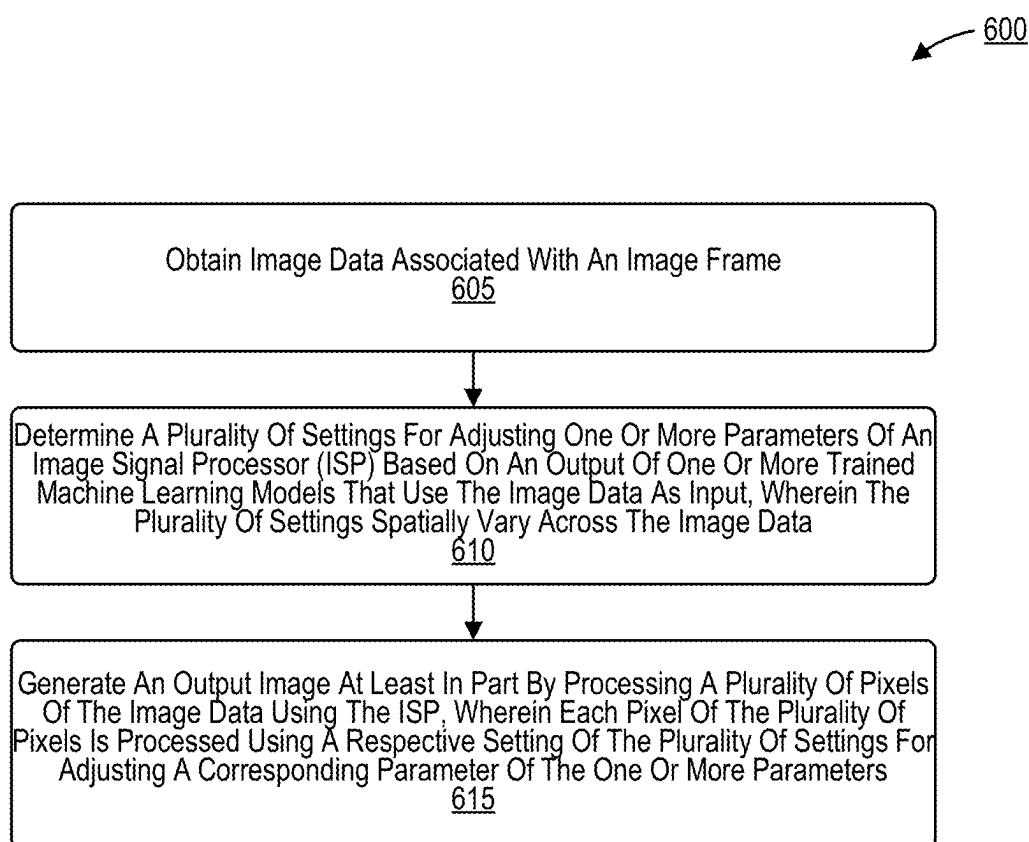 600
Obtain Image Data Associated With An Image Frame
605
Determine A Plurality Of Settings For Adjusting One Or More Parameters Of An
Image Signal Processor (ISP) Based On An Output Of One Or More Trained
Machine Learning Models That Use The Image Data As Input, Wherein The
Plurality Of Settings Spatially Vary Across The Image Data
610
Generate An Output Image At Least In Part By Processing A Plurality Of Pixels
Of The Image Data Using The ISP, Wherein Each Pixel Of The Plurality Of
Pixels Is Processed Using A Respective Setting Of The Plurality Of Settings For
Adjusting A Corresponding Parameter Of The One Or More Parameters
615